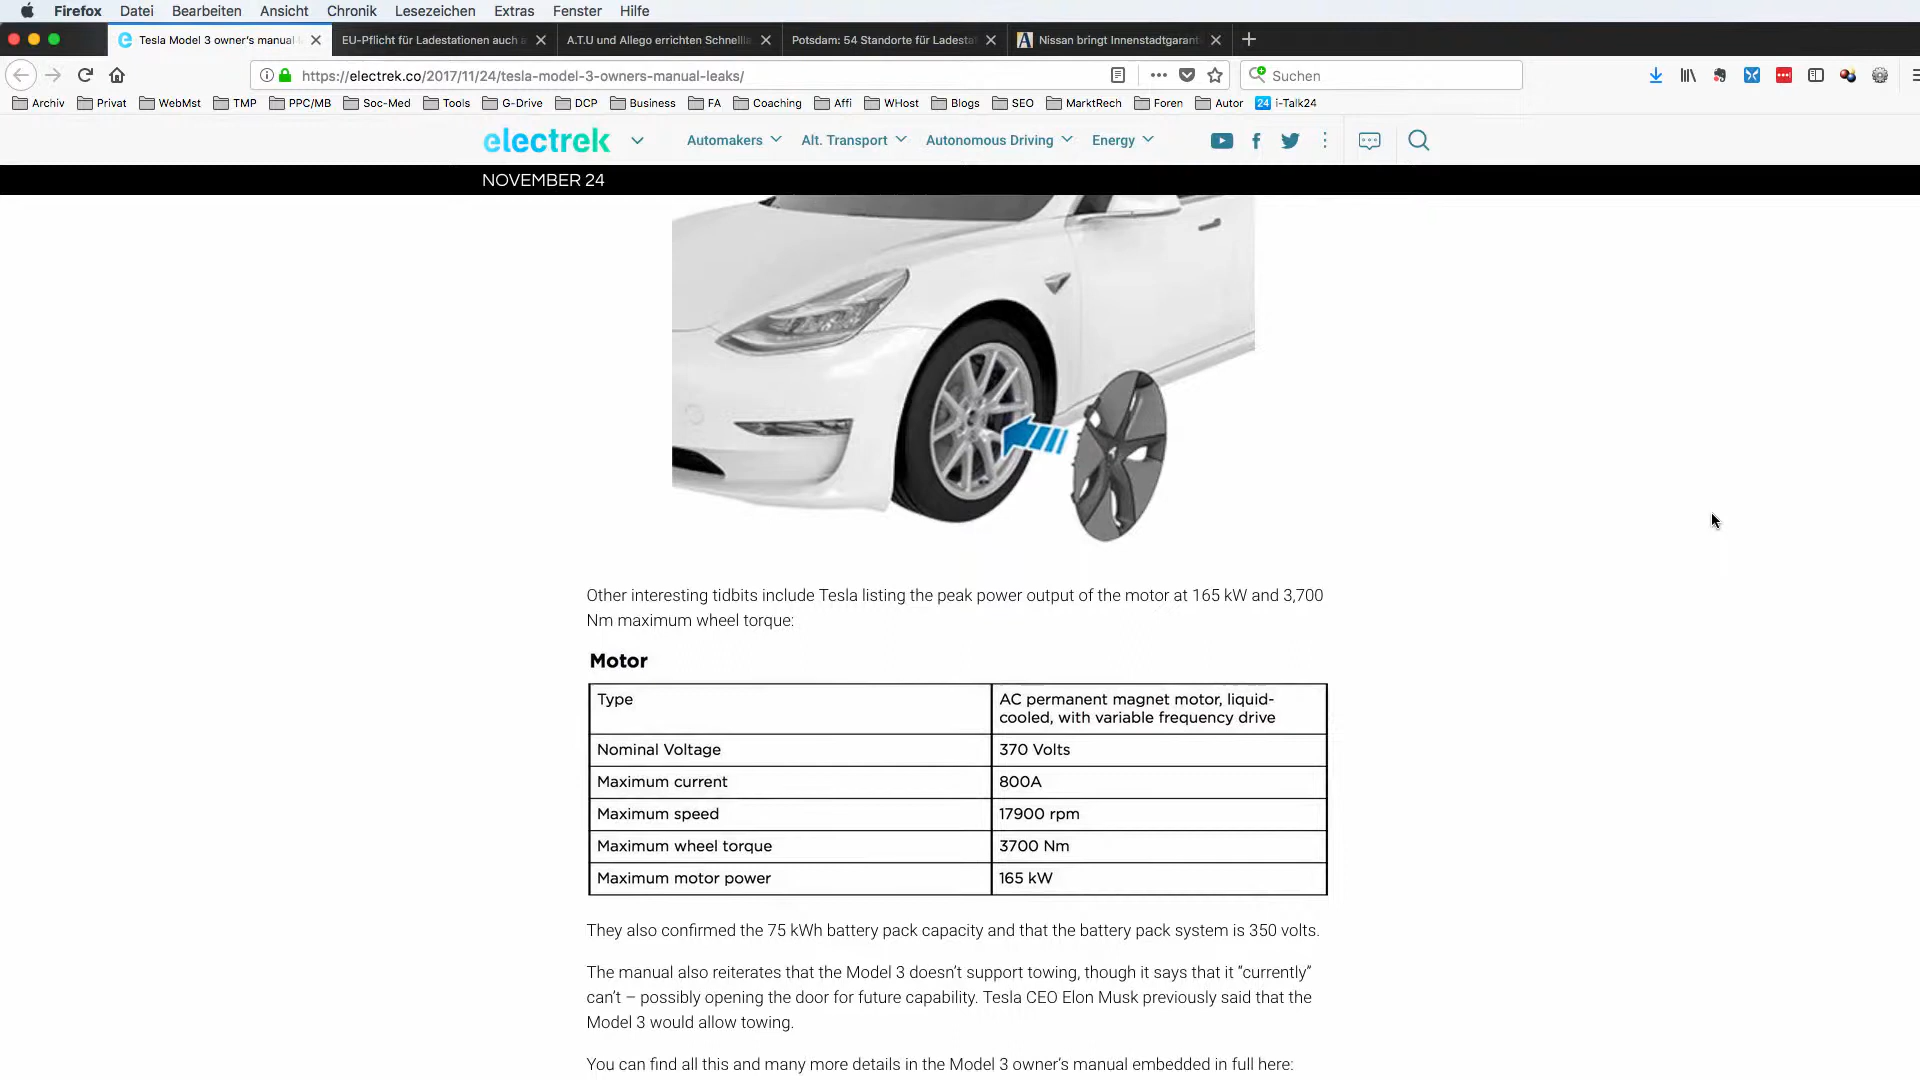 Firefox Datei Bearbeiten Ansicht Chronik Lesezeichen Extras Fenster Hilfe
Tesla Model 3 owner's manual
EU-Pflicht für Ladestationen auch
A.T.U und Allego errichten
Potsdam: 54 Standorte für
Nissan bringt
https://electrek.co/2017/11/24/tesla-model-3-owners-manual-leaks/
Suchen
Archiv Privat WebMst TMP PPC/MB Soc-Med Tools G-Drive DCP Business FA Coaching Affi WHost Blogs SEO MarktRech Foren Autor 24 i-Talk24
electrek Automakers Alt. Transport Autonomous Driving Energy
NOVEMBER 24
Other interesting tidbits include Tesla listing the peak power output of the motor at 165 kW and 3,700
Nm maximum wheel torque:
Motor
Type AC permanent magnet motor, liquid-
cooled, with variable frequency drive
Nominal Voltage 370 Volts
Maximum current 800A
Maximum speed 17900 rpm
Maximum wheel torque 3700 Nm
Maximum motor power 165 kW
They also confirmed the 75 kWh battery pack capacity and that the battery pack system is 350 volts.
The manual also reiterates that the Model 3 doesn't support towing, though it says that it “currently”
can't – possibly opening the door for future capability. Tesla CEO Elon Musk previously said that the
Model 3 would allow towing.
You can find all this and many more details in the Model 3 owner's manual embedded in full here: